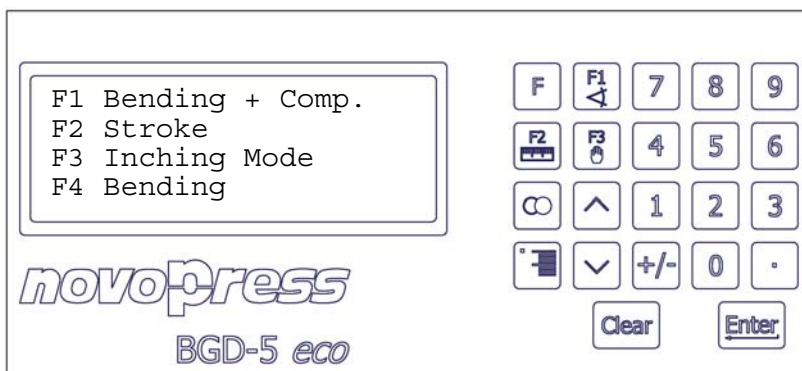 F1 Bending + Comp.
F2 Stroke
F3 Inching Mode
F4 Bending
novopress
BGD-5 eco
F F1 7 8 9
F2 F3 4 5 6
1 2 3
+/- 0 .
Clear Enter